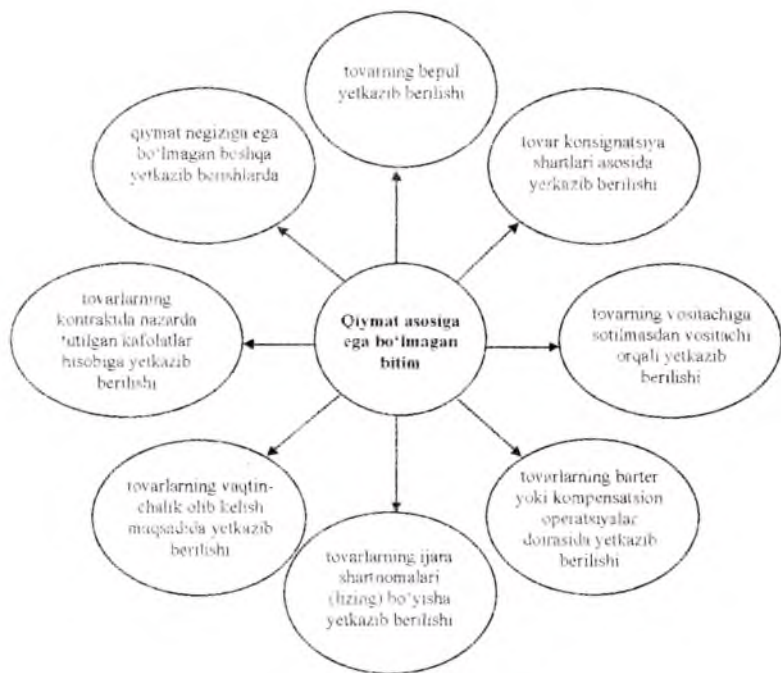 tovarning bepul
yetkazib berilishi
qiymat negiziga ega
bo‘lmagan boshqa
yetkazib berishlarda
tovar konsignatsiya
shartlari asosida
yetkazib berilishi
tovarlarning
kontraktda nazarda
tutilgan kafolatlar
hisobiga yetkazib
berilishi
Qiymat asosiga
ega bo‘lmagan
bitim
tovarning vositachiga
sotilmasdan vositachi
orqali yetkazib
berilishi
tovarlarning vaqtin-
chalik olib kelish
maqsadida yetkazib
berilishi
tovarlarning ijara
shartnomalari
(lizing) bo‘yisha
yetkazib berilishi
tovarlarning barter
yoki kompensatsion
operatsiyalar
doirasida yetkazib
berilishi